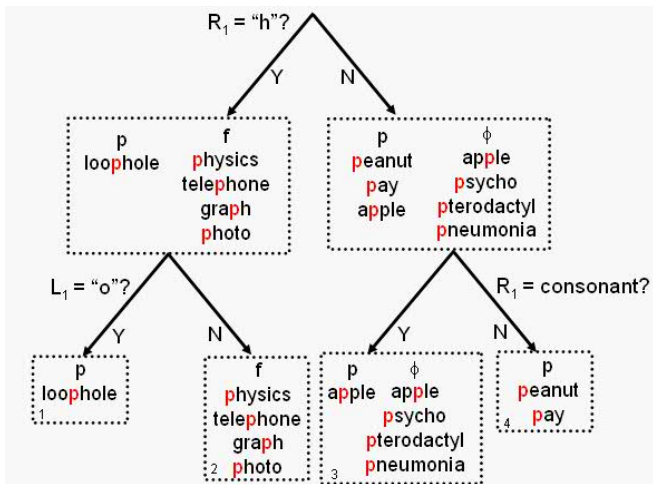 R₁ = “h”?
Y
N
p
f
loophole
physics
telephone
graph
photo
p
ϕ
peanut
apple
pay
psycho
apple
pterodactyl
pneumonia
L₁ = “o”?
R₁ = consonant?
Y
N
Y
N
p
loophole
1
f
physics
telephone
graph
2 photo
p ϕ
apple apple
psycho
pterodactyl
3 pneumonia
p
peanut
4 pay